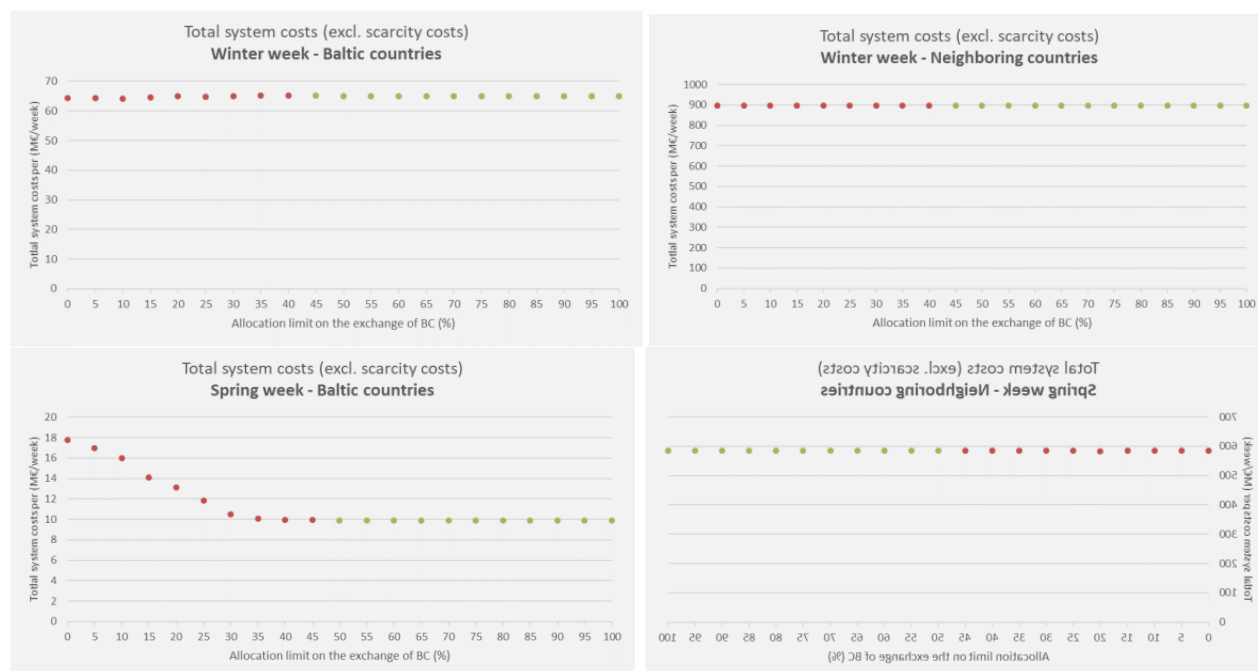 Total system costs (excl. scarcity costs)
Winter week - Baltic countries
Totlal system costs per (M€/week)
70
60
50
40
30
20
10
0
0 5 10 15 20 25 30 35 40 45 50 55 60 65 70 75 80 85 90 95 100
Allocation limit on the exchange of BC (%)
Total system costs (excl. scarcity costs)
Winter week - Neighboring countries
Totlal system costs per (M€/week)
1000
900
800
700
600
500
400
300
200
100
0
0 5 10 15 20 25 30 35 40 45 50 55 60 65 70 75 80 85 90 95 100
Allocation limit on the exchange of BC (%)
Total system costs (excl. scarcity costs)
Spring week - Baltic countries
Totlal system costs per (M€/week)
20
18
16
14
12
10
8
6
4
2
0
0 5 10 15 20 25 30 35 40 45 50 55 60 65 70 75 80 85 90 95 100
Allocation limit on the exchange of BC (%)
Total system costs (excl. scarcity costs)
Spring week - Neighboring countries
Totlal system costs per (M€/week)
700
600
500
400
300
200
100
0
0 5 10 15 20 25 30 35 40 45 50 55 60 65 70 75 80 85 90 95 100
Allocation limit on the exchange of BC (%)